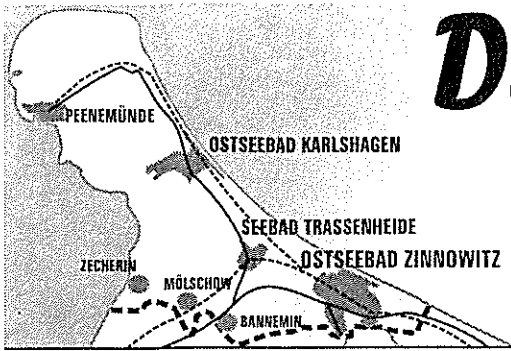 D
PEENEMÜNDE
OSTSEEBAD KARLSHAGEN
SEEBAD TRASSENHEIDE
OSTSEEBAD ZINNOWITZ
ZECHERIN
MÖLSCHOW
BANNEMIN